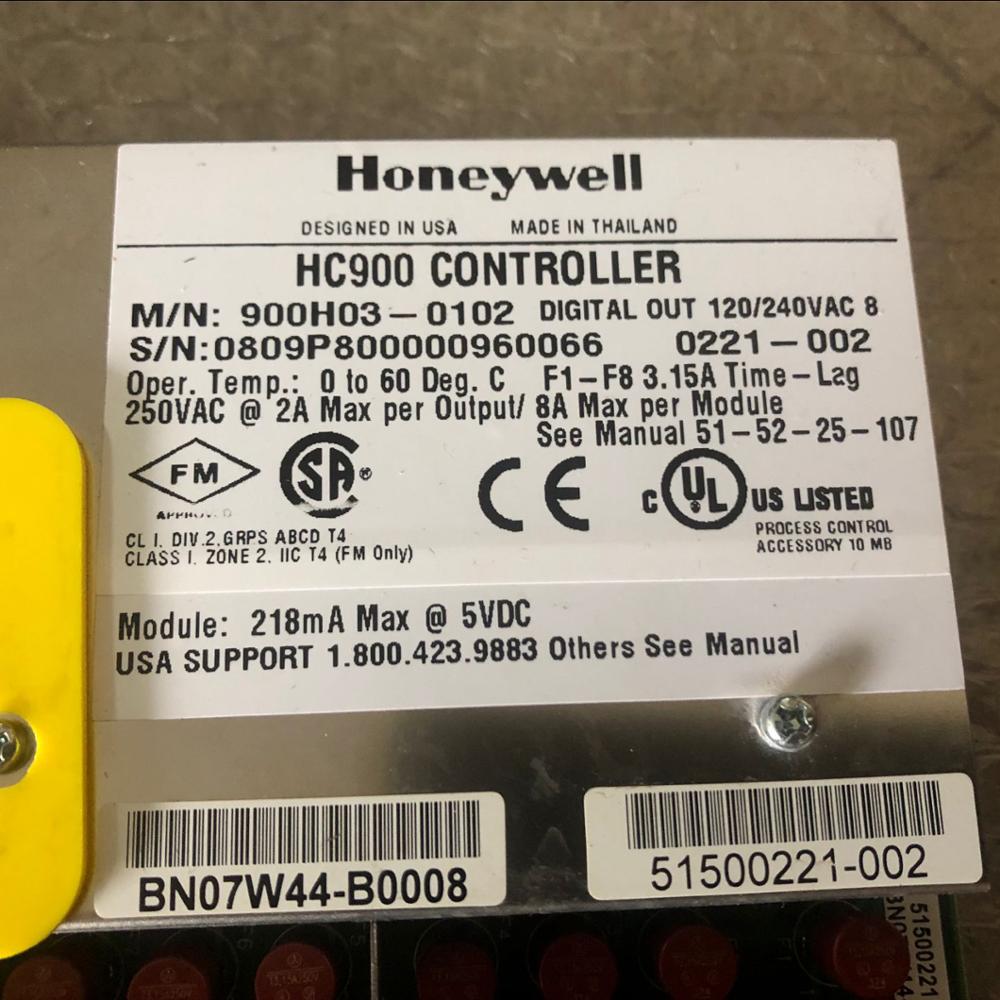 Honeywell
DESIGNED IN USA MADE IN THAILAND
HC900 CONTROLLER
M/N: 900H03-0102 DIGITAL OUT 120/240VAC 8
S/N:0809P800000960066 0221-002
Oper. Temp.: 0 to 60 Deg. C F1-F8 3.15A Time-Lag
250VAC @ 2A Max per Output/ 8A Max per Module
See Manual 51-52-25-107
FM
APPROVED
SA®
CE
C UL US LISTED
PROCESS CONTROL
ACCESSORY 10 MB
CL I, DIV.2,GRPS ABCD T4
CLASS I, ZONE 2, IIC T4 (FM Only)
Module: 218mA Max @ 5VDC
USA SUPPORT 1.800.423.9883 Others See Manual
BN07W44-B0008
51500221-002
51500221